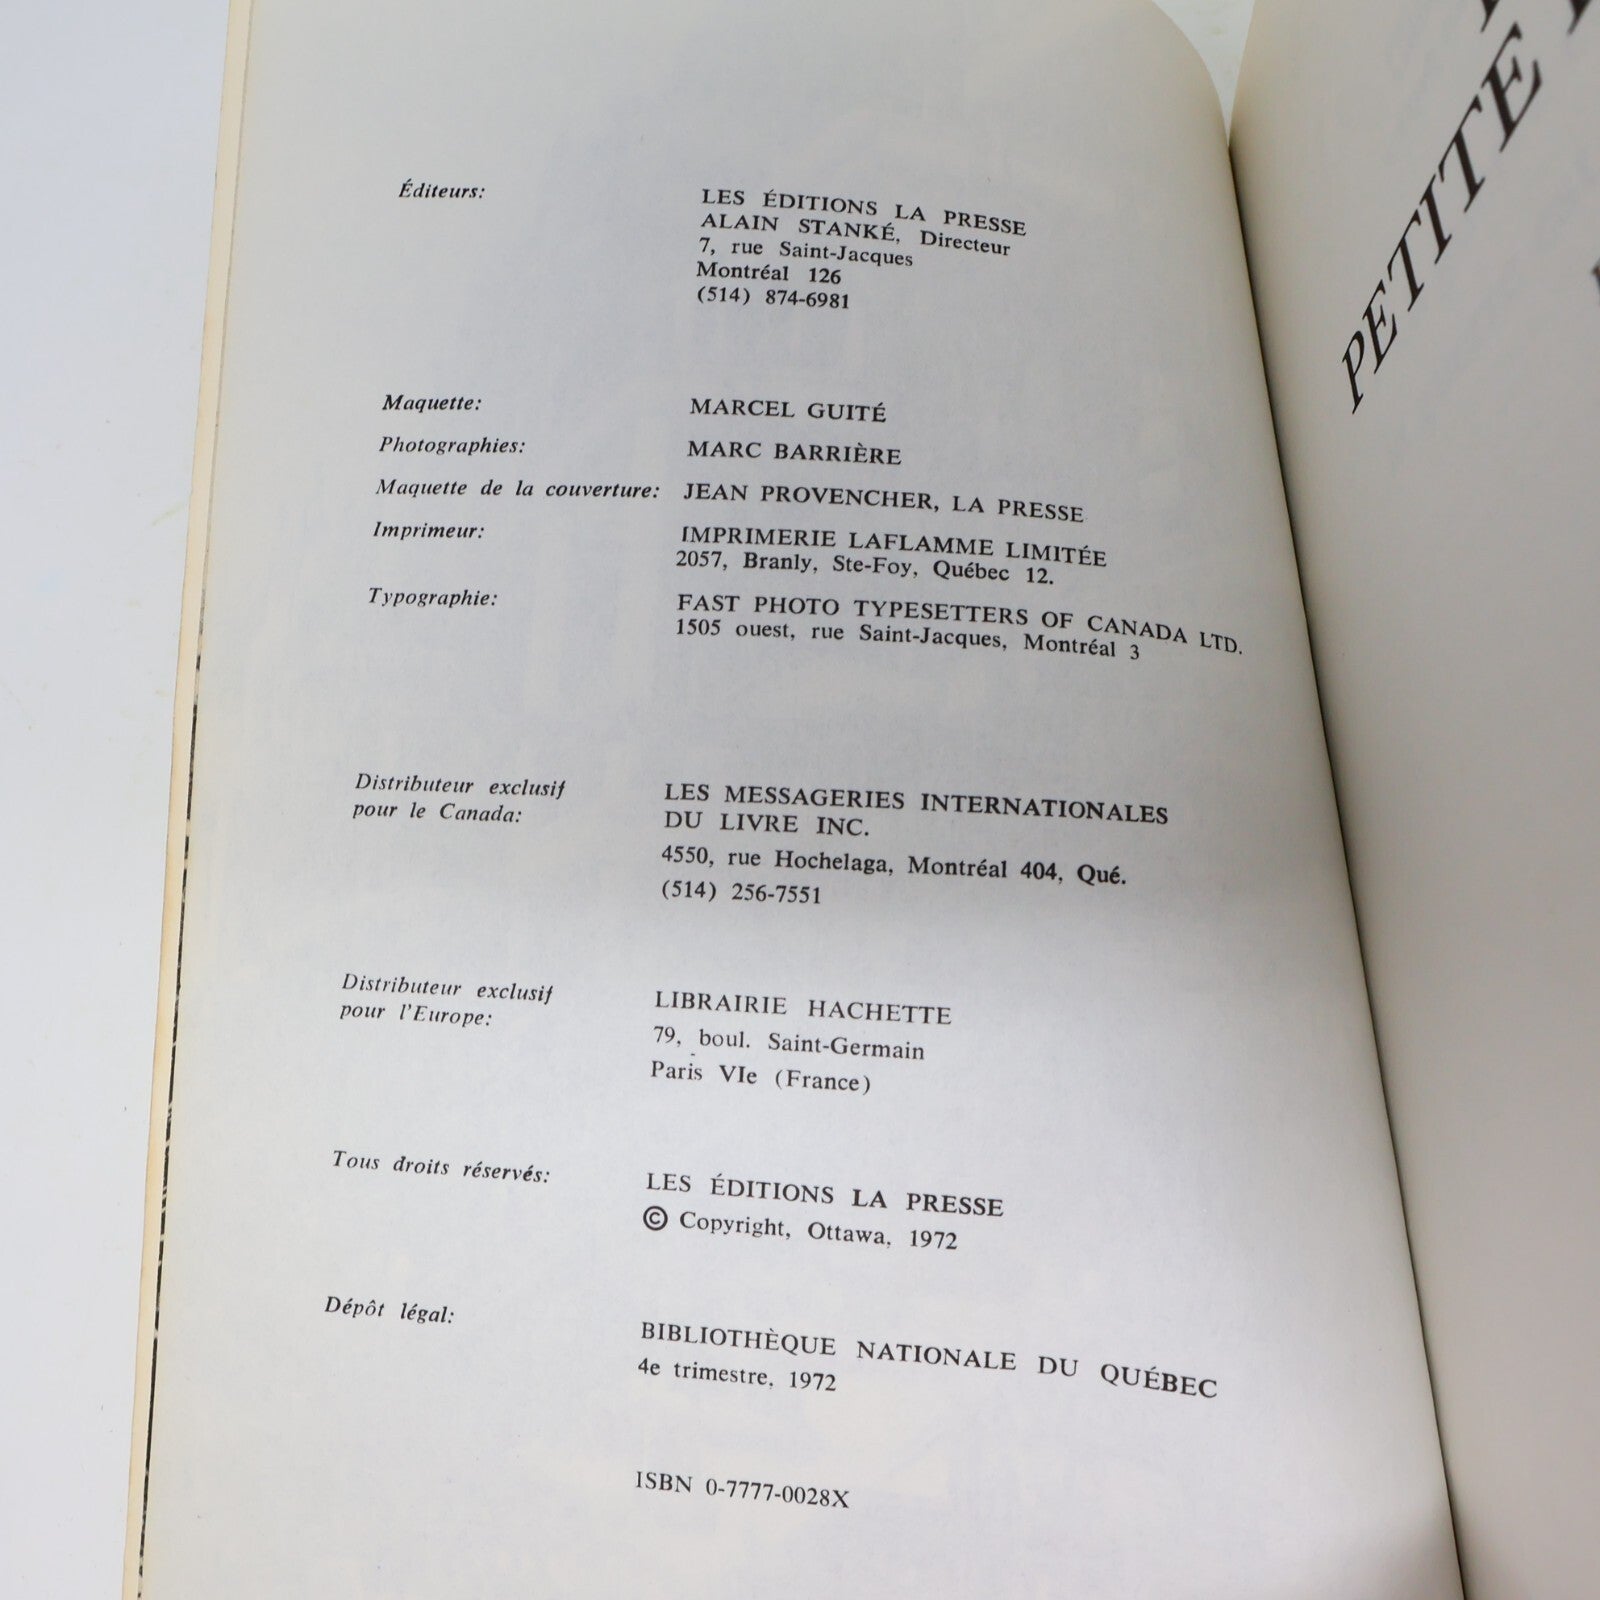 Éditeurs:
LES ÉDITIONS LA PRESSE
ALAIN STANKÉ, Directeur
7, rue Saint-Jacques
Montréal 126
(514) 874-6981
Maquette: MARCEL GUITÉ
Photographies: MARC BARRIÈRE
Maquette de la couverture: JEAN PROVENCHER, LA PRESSE
Imprimeur: IMPRIMERIE LAFLAMME LIMITÉE
2057, Branly, Ste-Foy, Québec 12.
Typographie: FAST PHOTO TYPESETTERS OF CANADA LTD.
1505 ouest, rue Saint-Jacques, Montréal 3
Distributeur exclusif
pour le Canada:
LES MESSAGERIES INTERNATIONALES
DU LIVRE INC.
4550, rue Hochelaga, Montréal 404, Qué.
(514) 256-7551
Distributeur exclusif
pour l'Europe:
LIBRAIRIE HACHETTE
79, boul. Saint-Germain
Paris VIe (France)
Tous droits réservés:
LES ÉDITIONS LA PRESSE
© Copyright, Ottawa, 1972
Dépôt légal:
BIBLIOTHÈQUE NATIONALE DU QUÉBEC
4e trimestre, 1972
ISBN 0-7777-0028X
PETITE